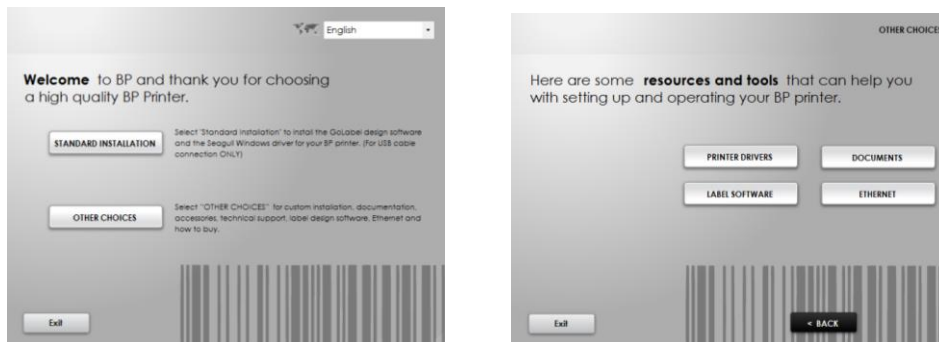 English
Welcome to BP and thank you for choosing
a high quality BP Printer.
STANDARD INSTALLATION
Select "Standard Installation" to install the GoLabel design software
and the Seagull Windows driver for your BP printer. (For USB cable
connection ONLY)
OTHER CHOICES
Select "OTHER CHOICES" for custom installation, documentation,
accessories, technical support, label design software, Ethernet and
how to buy.
Exit
OTHER CHOICES
Here are some resources and tools that can help you
with setting up and operating your BP printer.
PRINTER DRIVERS
DOCUMENTS
LABEL SOFTWARE
ETHERNET
Exit
< BACK